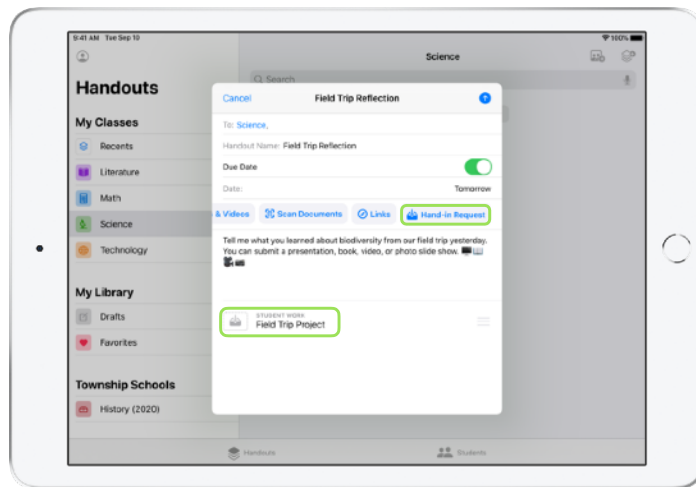 9:41 AM Tue Sep 10
100%
Science
Handouts
Search
My Classes
Recents
Literature
Math
Science
Technology
My Library
Drafts
Favorites
Township Schools
History (2020)
Cancel
Field Trip Reflection
To: Science,
Handout Name: Field Trip Reflection
Due Date
Date:
Tomorrow
& Videos
Scan Documents
Links
Hand-in Request
Tell me what you learned about biodiversity from our field trip yesterday.
You can submit a presentation, book, video, or photo slide show. 🖥️📖
🎥📷
STUDENT WORK
Field Trip Project
Handouts
Students